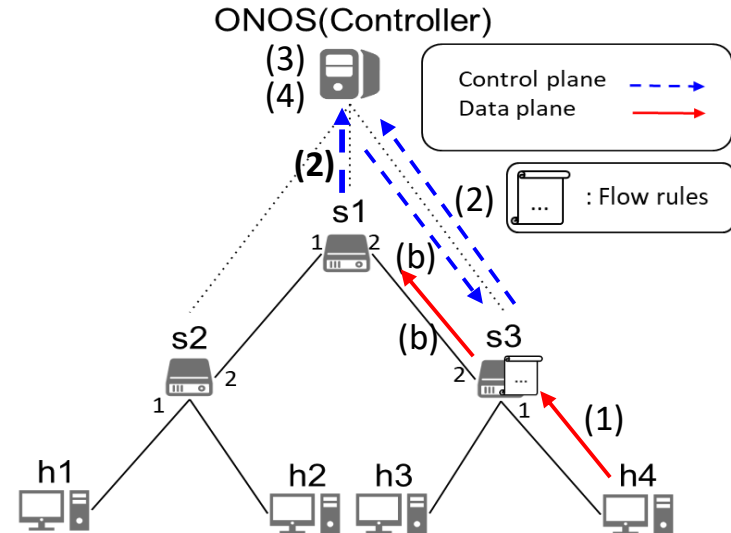 ONOS(Controller)
(3)
(4)
Control plane
Data plane
(2)
(2)
... : Flow rules
s1
1 2
(b)
s2
(b)
s3
2
2
...
1
1
(1)
h1
h2
h3
h4